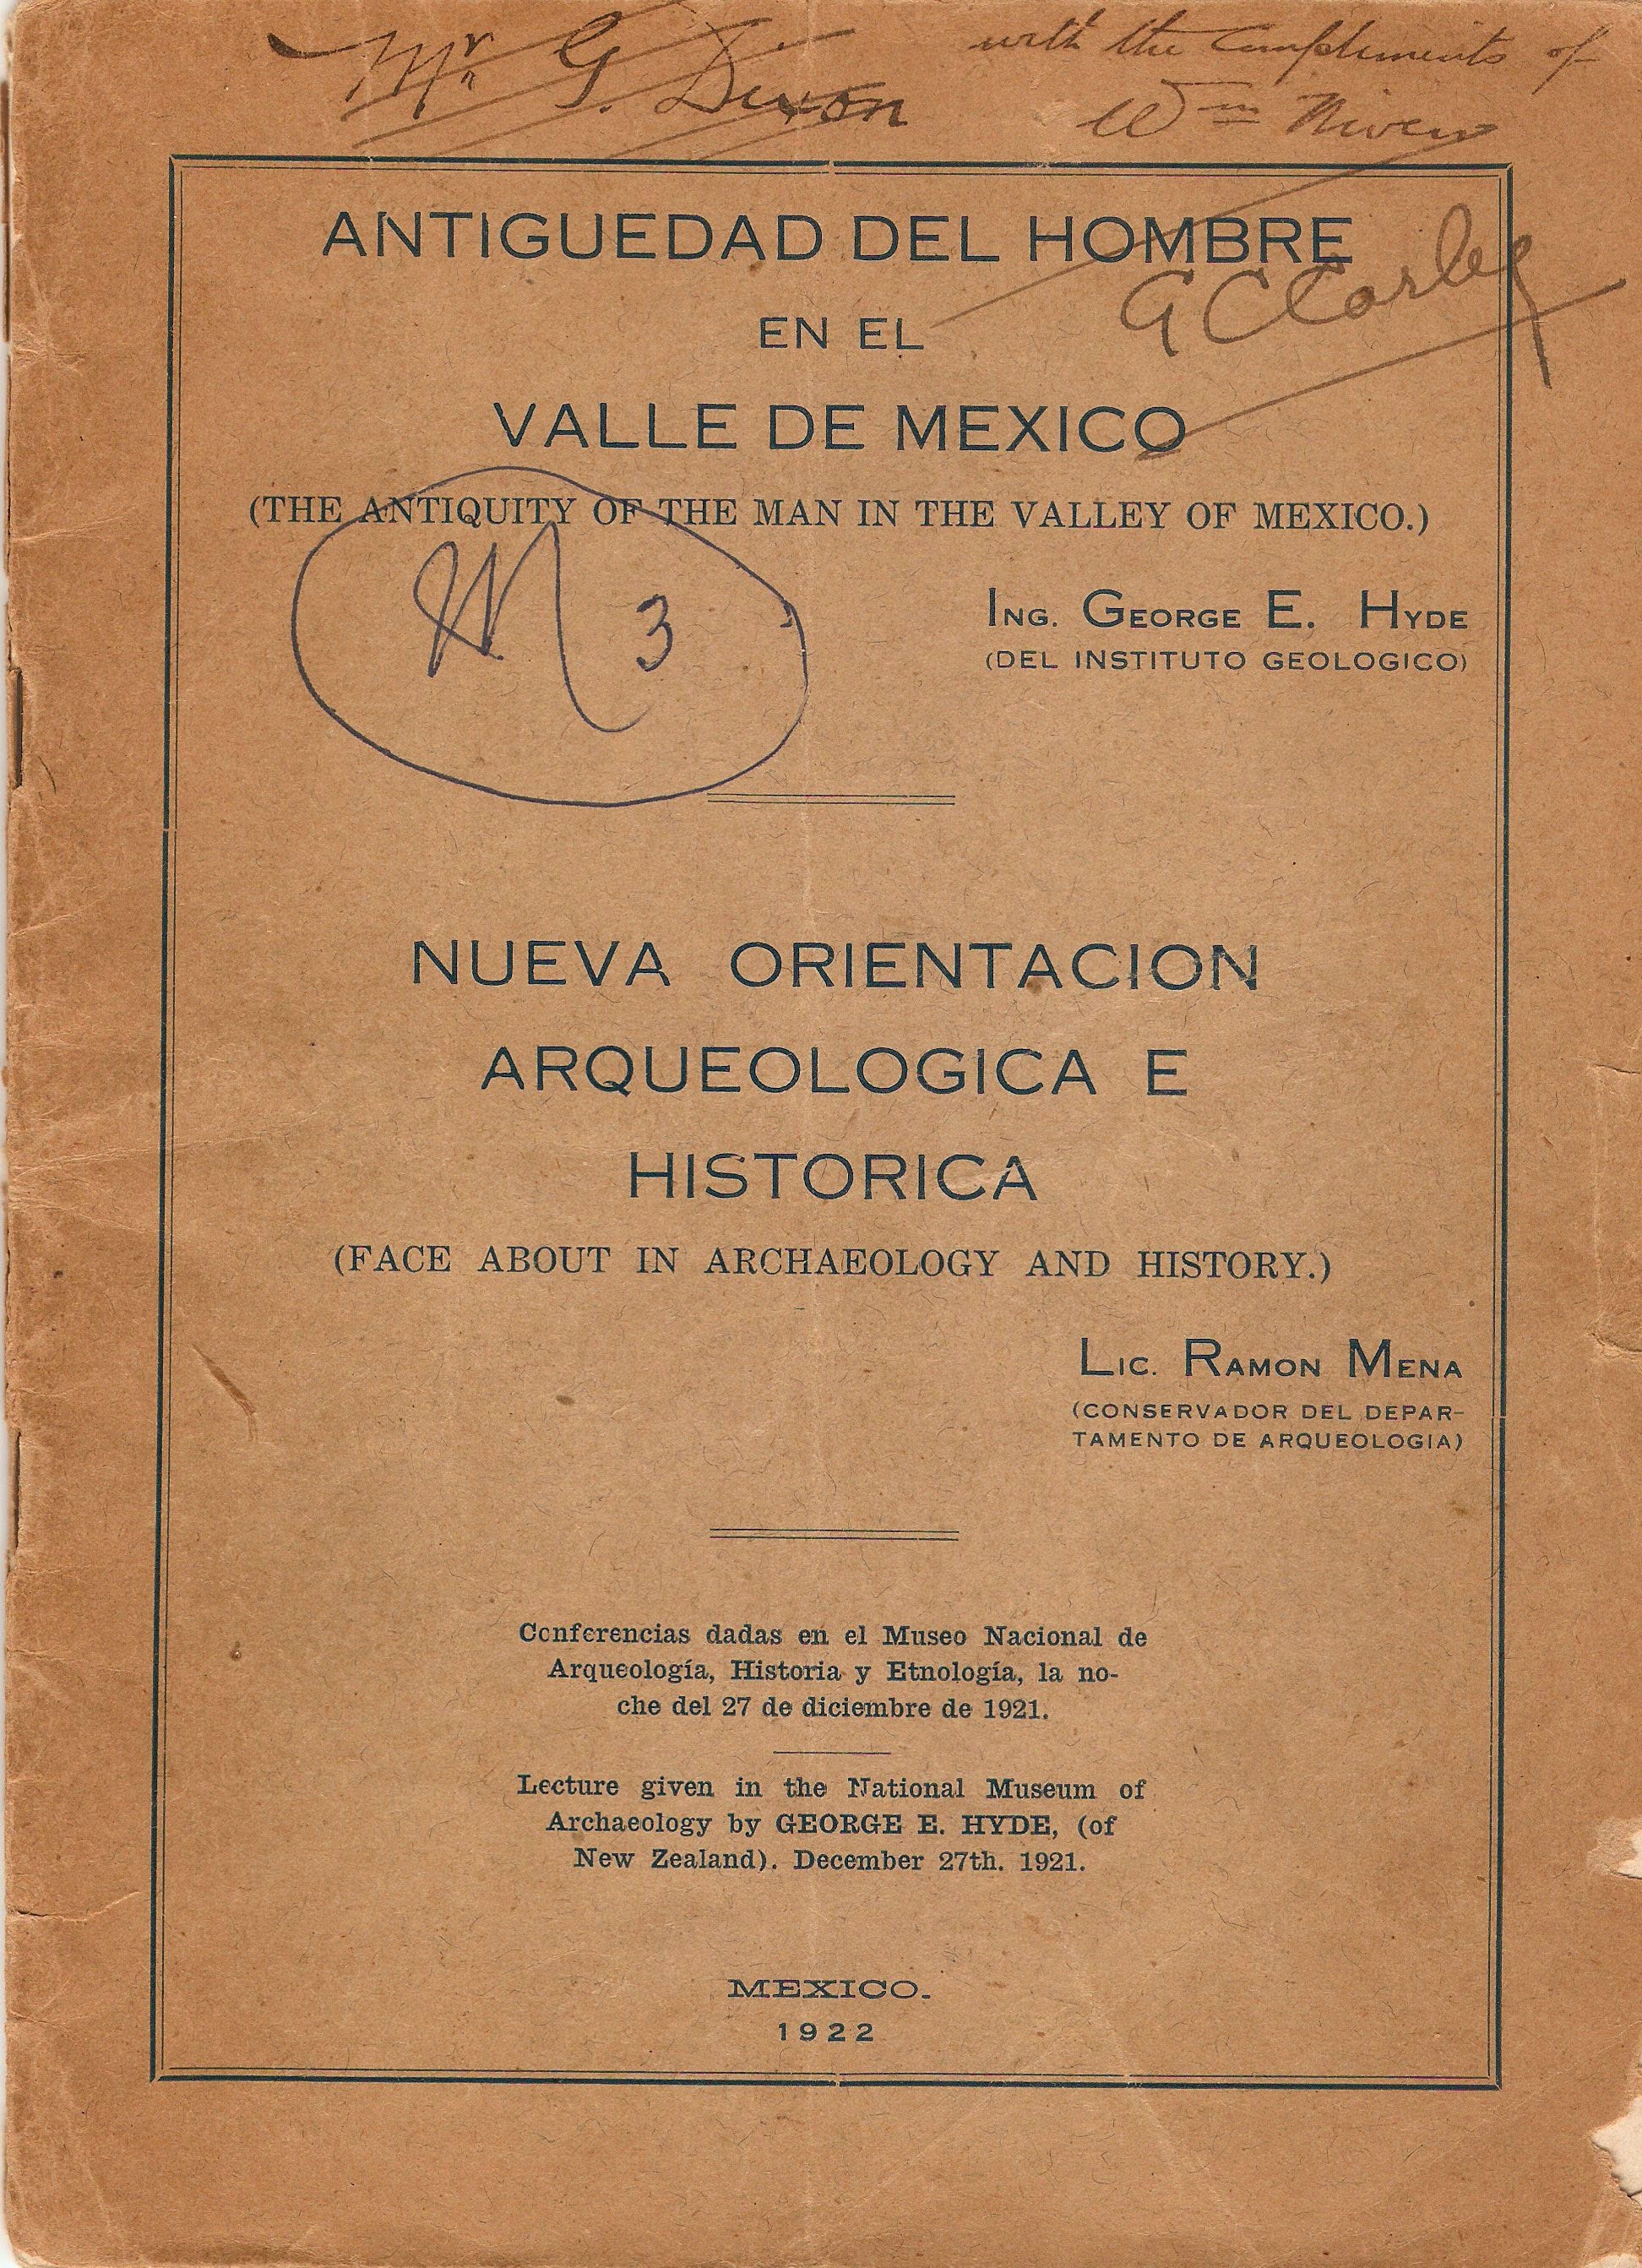 Mr. G. Dixon with the compliments of
Wm Niven
ANTIGUEDAD DEL HOMBRE
G C Carley
EN EL
VALLE DE MEXICO
(THE ANTIQUITY OF THE MAN IN THE VALLEY OF MEXICO.)
M 3
ING. GEORGE E. HYDE
(DEL INSTITUTO GEOLOGICO)
NUEVA ORIENTACION
ARQUEOLOGICA E
HISTORICA
(FACE ABOUT IN ARCHAEOLOGY AND HISTORY.)
LIC. RAMON MENA
(CONSERVADOR DEL DEPAR-
TAMENTO DE ARQUEOLOGIA)
Conferencias dadas en el Museo Nacional de
Arqueología, Historia y Etnología, la no-
che del 27 de diciembre de 1921.
Lecture given in the National Museum of
Archaeology by GEORGE E. HYDE, (of
New Zealand). December 27th. 1921.
MEXICO.
1922